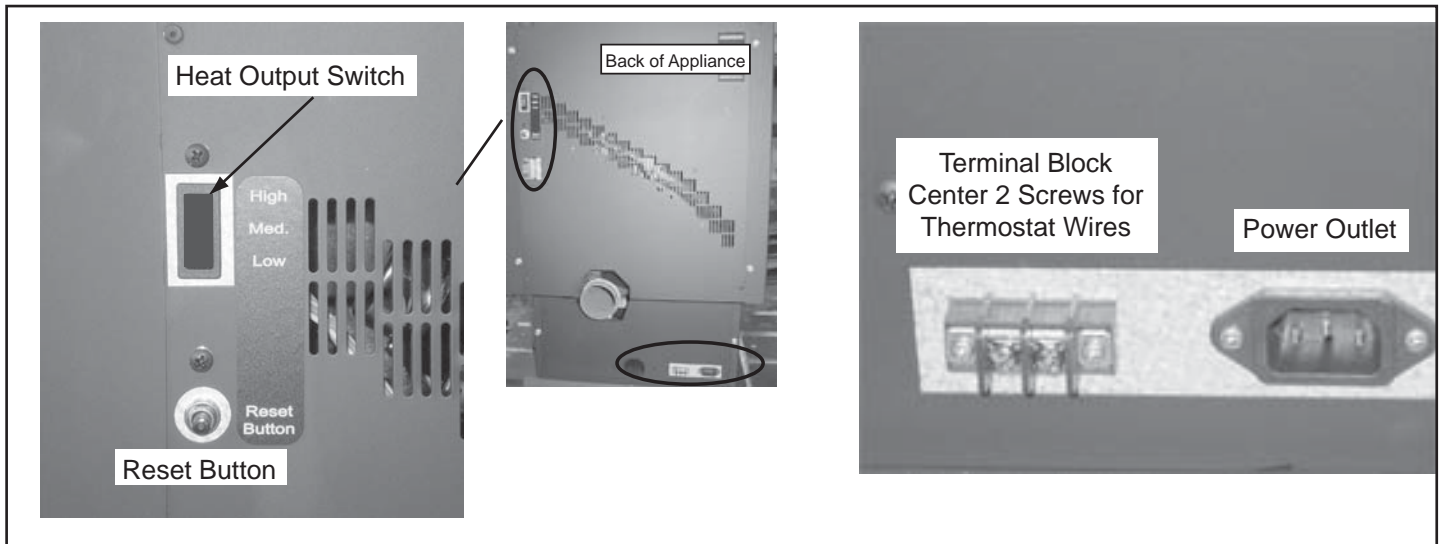 Heat Output Switch
High
Med.
Low
Reset
Button
Reset Button
Back of Appliance
Terminal Block
Center 2 Screws for
Thermostat Wires
Power Outlet